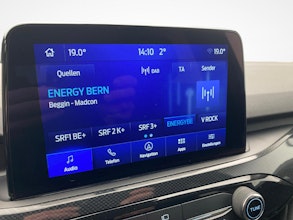 19.0° 14:10 2° 19.0°
Quellen DAB TA Sender
ENERGY BERN
Beggin - Madcon
SRF1 BE+ SRF 2 K+ SRF 3+ ENERGYBE V ROCK
Audio Telefon Navigation Apps Einstellungen
TUNE